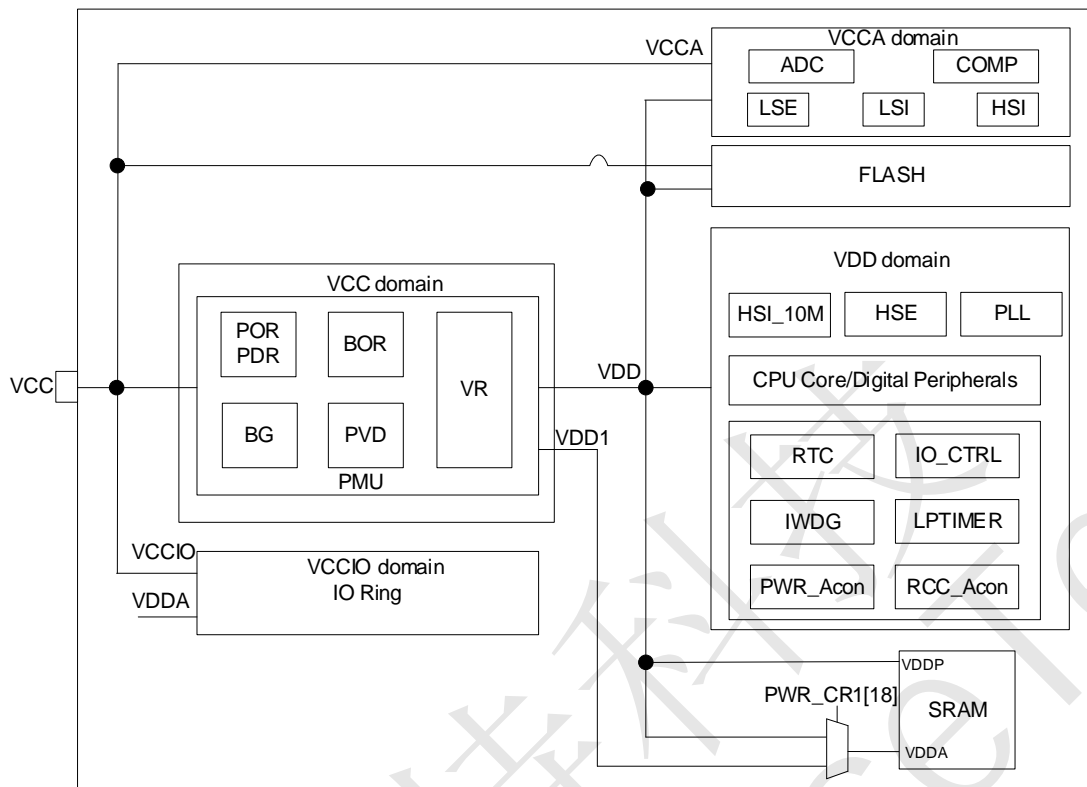 VCCA
VCCA domain
ADC
COMP
LSE
LSI
HSI
FLASH
VCC domain
POR
PDR
BOR
VR
BG
PVD
PMU
VCC
VDD
VDD1
VDD domain
HSI_10M
HSE
PLL
CPU Core/Digital Peripherals
RTC
IO_CTRL
IWDG
LPTIMER
PWR_Acon
RCC_Acon
VCCIO
VDDA
VCCIO domain
IO Ring
PWR_CR1[18]
VDDP
SRAM
VDDA